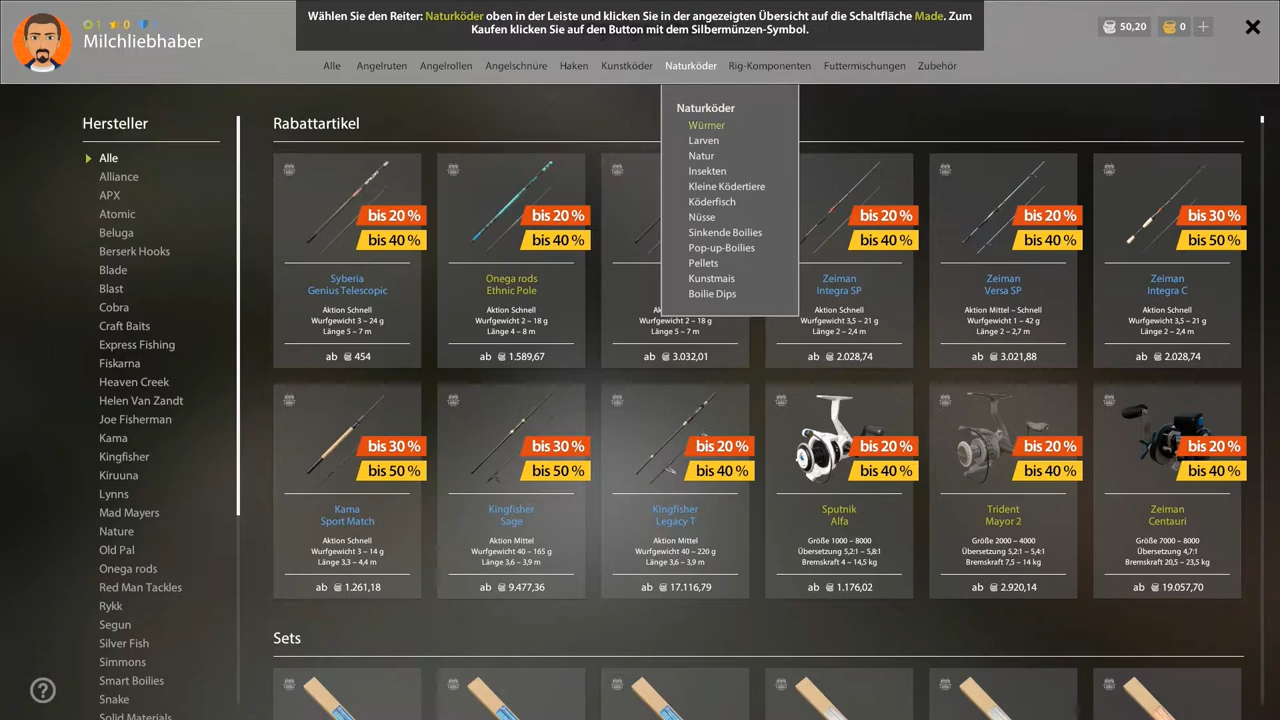 1 0
Milchliebhaber
Wählen Sie den Reiter: Naturköder oben in der Leiste und klicken Sie in der angezeigten Übersicht auf die Schaltfläche Made. Zum
Kaufen klicken Sie auf den Button mit dem Silbermünzen-Symbol.
50,20 0 +
Alle Angelruten Angelrollen Angelschnüre Haken Kunstköder Naturköder Rig-Komponenten Futtermischungen Zubehör
Naturköder
Würmer
Larven
Natur
Insekten
Kleine Ködertiere
Köderfisch
Nüsse
Sinkende Boilies
Pop-up-Boilies
Pellets
Kunstmais
Boilie Dips
Hersteller
Alle
Alliance
APX
Atomic
Beluga
Berserk Hooks
Blade
Blast
Cobra
Craft Baits
Express Fishing
Fiskarna
Heaven Creek
Helen Van Zandt
Joe Fisherman
Kama
Kingfisher
Kiruuna
Lynns
Mad Mayers
Nature
Old Pal
Onega rods
Red Man Tackles
Rykk
Segun
Silver Fish
Simmons
Smart Boilies
Snake
Solid Materials
Rabattartikel
bis 20 %
bis 40 %
Syberia
Genius Telescopic
Aktion Schnell
Wurfgewicht 3 – 24 g
Länge 5 – 7 m
ab 454
bis 20 %
bis 40 %
Onega rods
Ethnic Pole
Aktion Schnell
Wurfgewicht 2 – 18 g
Länge 4 – 8 m
ab 1.589,67
Wurfgewicht 2 – 18 g
Länge 5 – 7 m
ab 3.032,01
bis 20 %
bis 40 %
Zeiman
Integra SP
Aktion Schnell
Wurfgewicht 3,5 – 21 g
Länge 2 – 2,4 m
ab 2.028,74
bis 20 %
bis 40 %
Zeiman
Versa SP
Aktion Mittel – Schnell
Wurfgewicht 1 – 42 g
Länge 2 – 2,7 m
ab 3.021,88
bis 30 %
bis 50 %
Zeiman
Integra C
Aktion Schnell
Wurfgewicht 3,5 – 21 g
Länge 2 – 2,4 m
ab 2.028,74
bis 30 %
bis 50 %
Kama
Sport Match
Aktion Schnell
Wurfgewicht 3 – 14 g
Länge 3,3 – 4,4 m
ab 1.261,18
bis 30 %
bis 50 %
Kingfisher
Sage
Aktion Mittel
Wurfgewicht 40 – 165 g
Länge 3,6 – 3,9 m
ab 9.477,36
bis 20 %
bis 40 %
Kingfisher
Legacy T
Aktion Mittel
Wurfgewicht 40 – 220 g
Länge 3,6 – 3,9 m
ab 17.116,79
bis 20 %
bis 40 %
Sputnik
Alfa
Größe 1000 – 8000
Übersetzung 5,2:1 – 5,8:1
Bremskraft 4 – 14,5 kg
ab 1.176,02
bis 20 %
bis 40 %
Trident
Mayor 2
Größe 2000 – 4000
Übersetzung 5,2:1 – 5,4:1
Bremskraft 7,5 – 14 kg
ab 2.920,14
bis 20 %
bis 40 %
Zeiman
Centauri
Größe 7000 – 8000
Übersetzung 4,7:1
Bremskraft 20,5 – 23,5 kg
ab 19.057,70
Sets
?